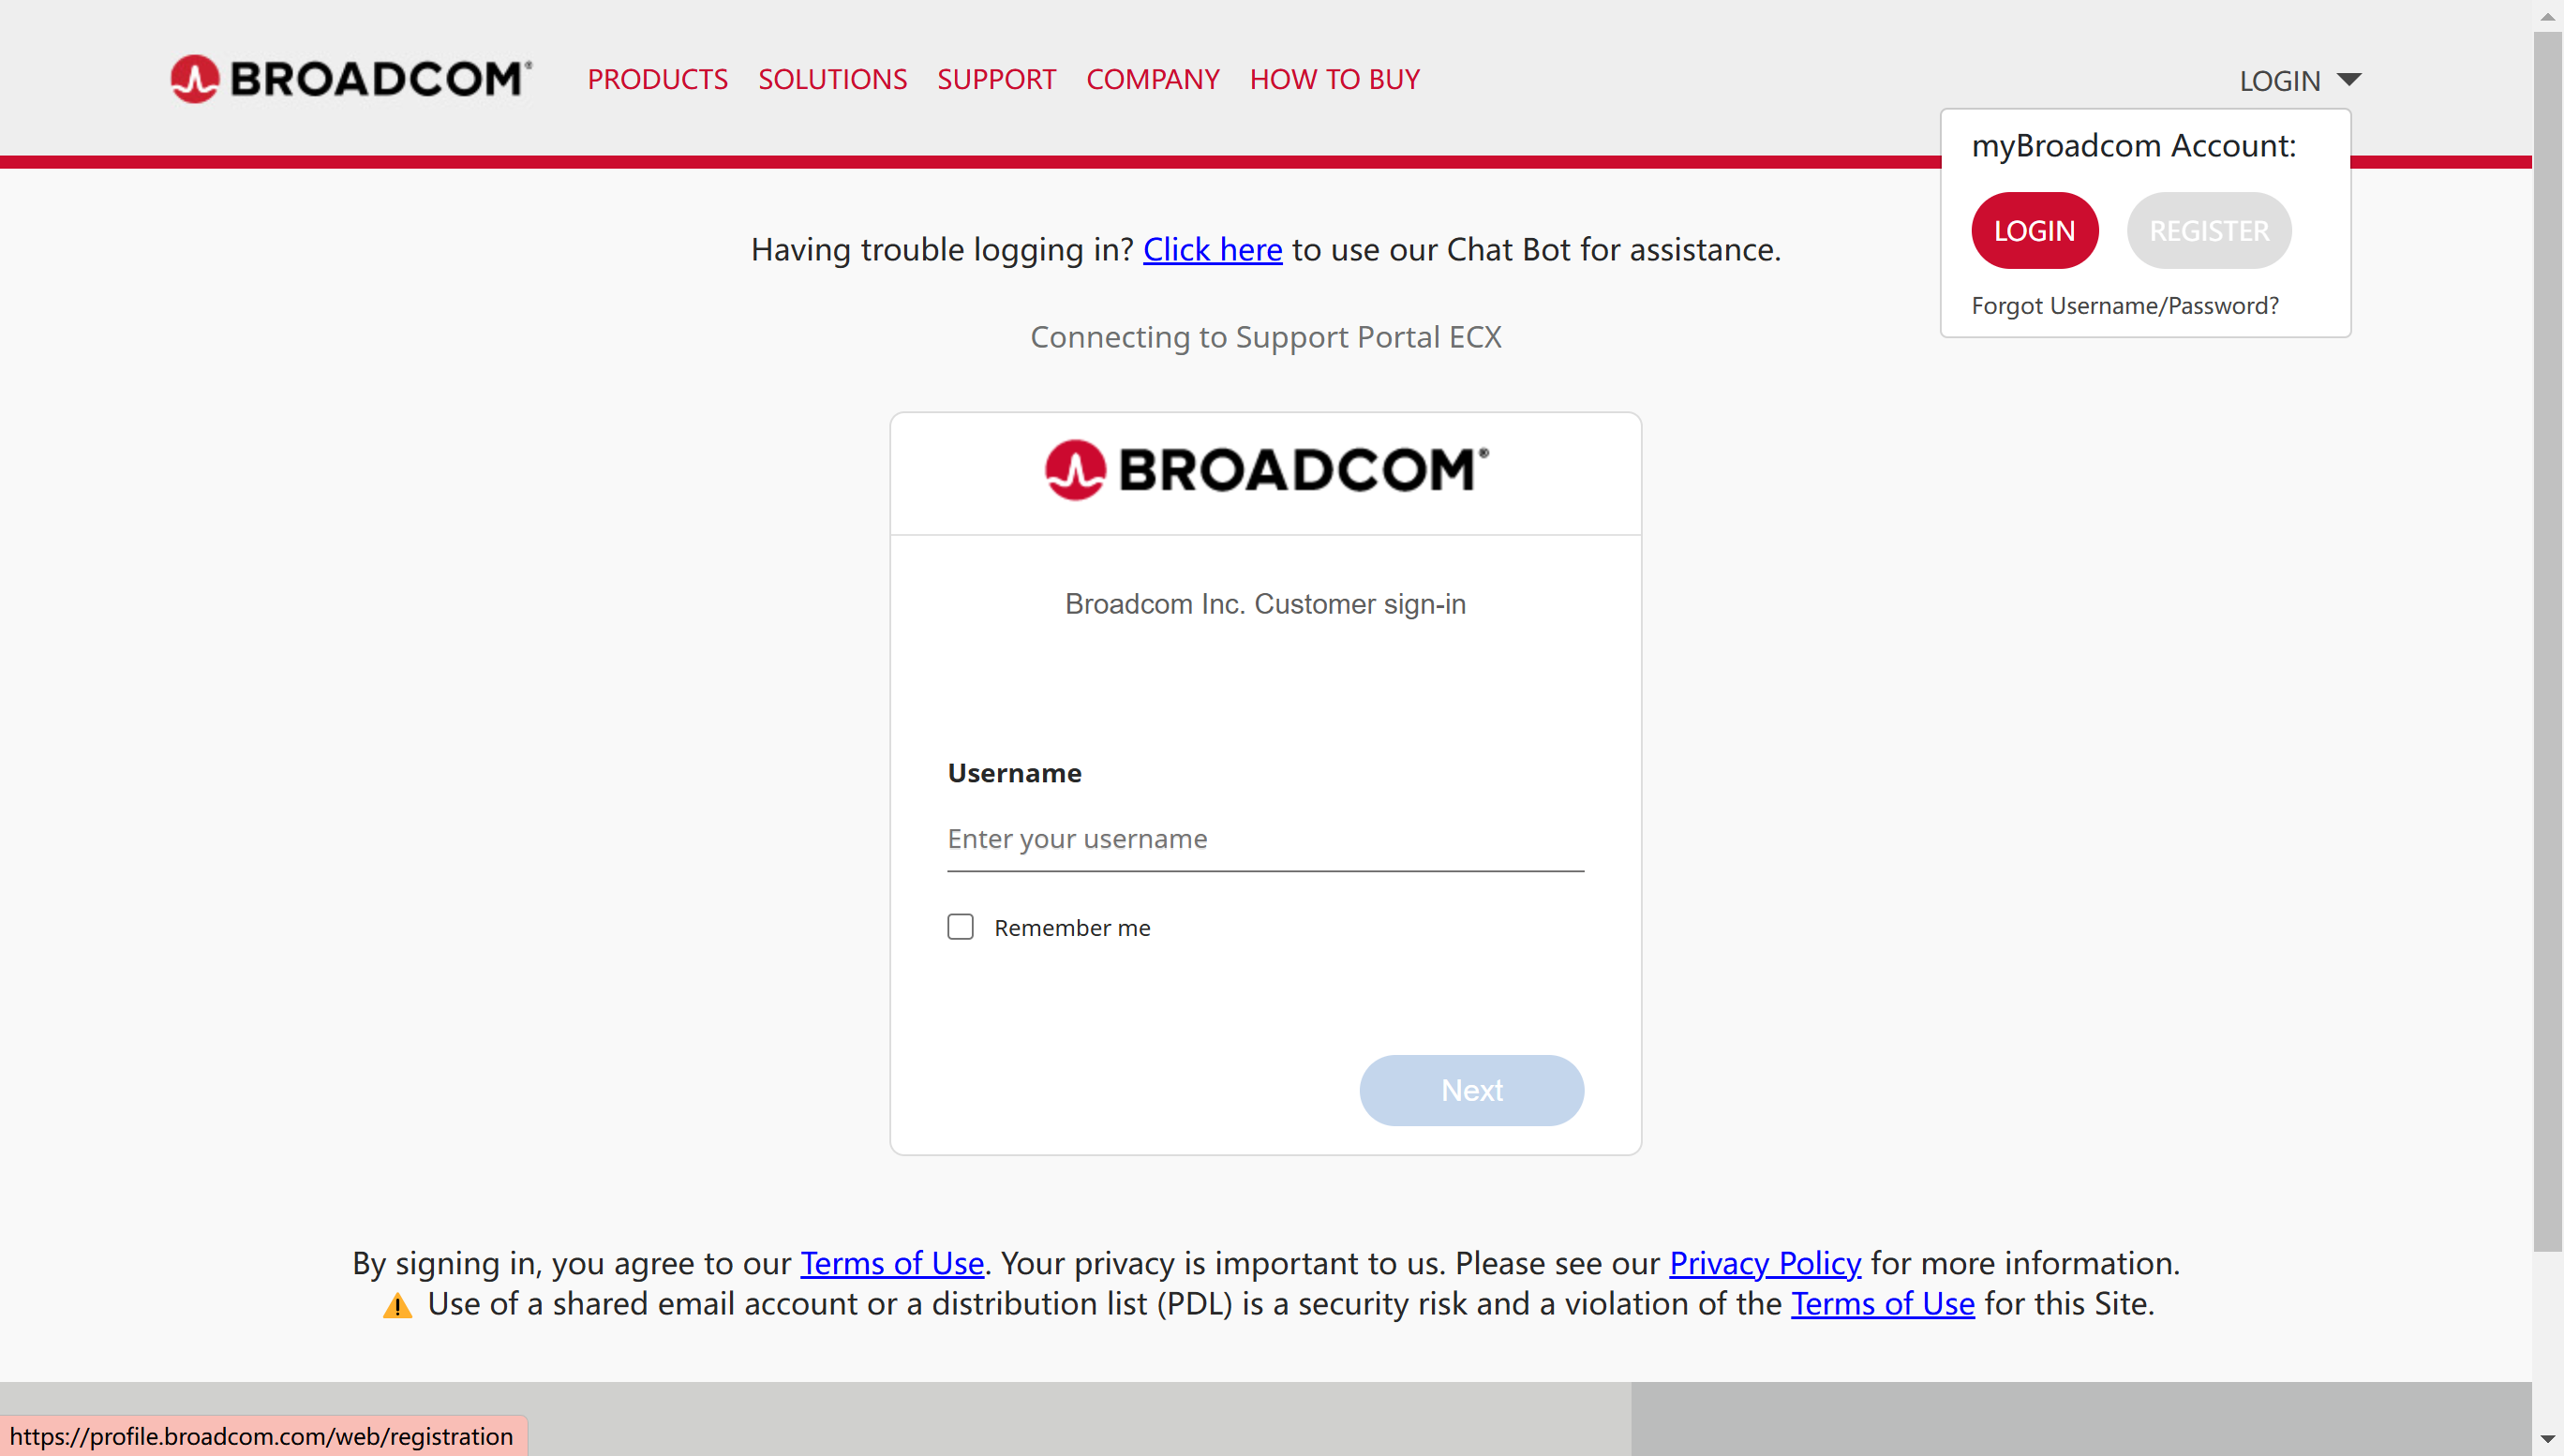 BROADCOM®
PRODUCTS SOLUTIONS SUPPORT COMPANY HOW TO BUY
LOGIN
myBroadcom Account:
LOGIN REGISTER
Forgot Username/Password?
Having trouble logging in? Click here to use our Chat Bot for assistance.
Connecting to Support Portal ECX
BROADCOM®
Broadcom Inc. Customer sign-in
Username
Enter your username
Remember me
Next
By signing in, you agree to our Terms of Use. Your privacy is important to us. Please see our Privacy Policy for more information.
⚠ Use of a shared email account or a distribution list (PDL) is a security risk and a violation of the Terms of Use for this Site.
https://profile.broadcom.com/web/registration